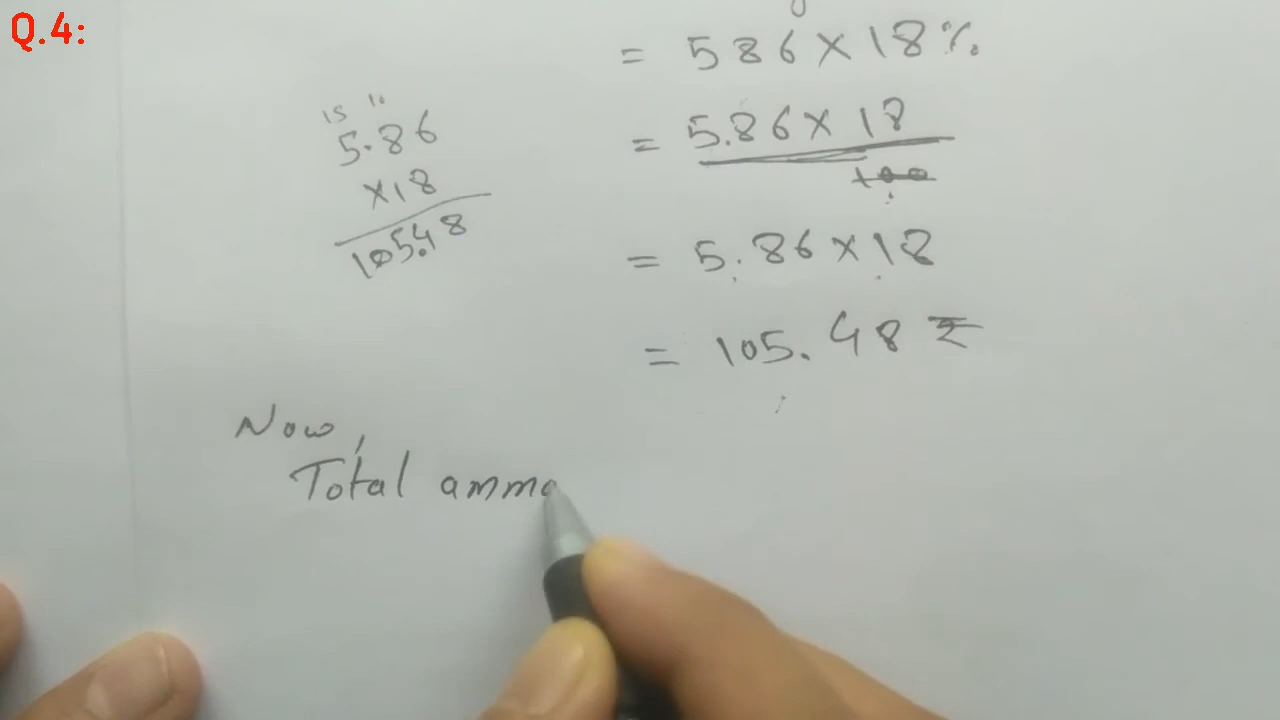 Q.4:
= 586 × 18%
= 5.86 × 18
100
= 5.86 × 18
= 105.48 ₹
15 10
5.86
×18
105.48
Now,
Total ammo